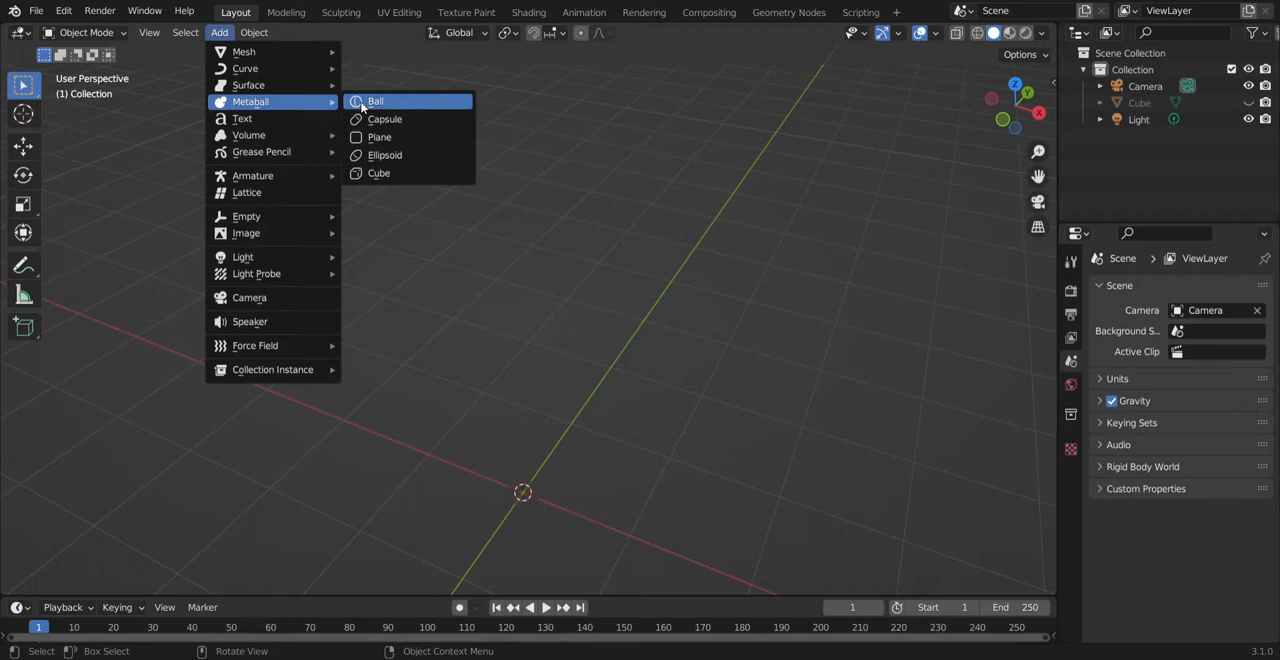 File Edit Render Window Help Layout Modeling Sculpting UV Editing Texture Paint Shading Animation Rendering Compositing Geometry Nodes Scripting + Scene ViewLayer
Object Mode View Select Add Object Global
Options
User Perspective
(1) Collection
Mesh
Curve
Surface
Metaball
Text
Volume
Grease Pencil
Armature
Lattice
Empty
Image
Light
Light Probe
Camera
Speaker
Force Field
Collection Instance
Ball
Capsule
Plane
Ellipsoid
Cube
Z
Y
X
Scene Collection
Collection
Camera
Cube
Light
Scene > ViewLayer
Scene
Camera Camera
Background S...
Active Clip
Units
Gravity
Keying Sets
Audio
Rigid Body World
Custom Properties
Playback Keying View Marker 1 Start 1 End 250
1 10 20 30 40 50 60 70 80 90 100 110 120 130 140 150 160 170 180 190 200 210 220 230 240 250
Select Box Select Rotate View Object Context Menu 3.1.0